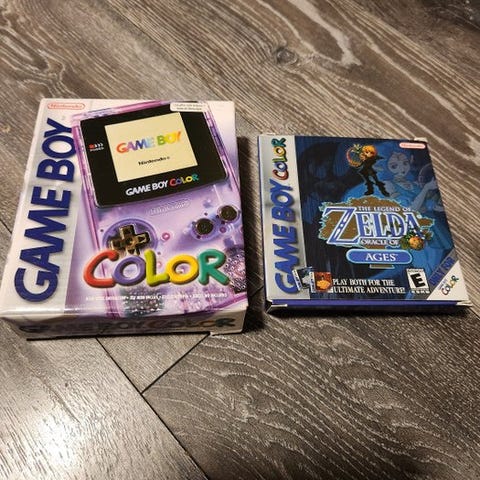 Nintendo
GAME BOY
GAME BOY
Nintendo
GAME BOY COLOR
COLOR
GAME BOY COLOR
GAME BOY COLOR
Nintendo
THE LEGEND OF
ZELDA
ORACLE OF
AGES
PLAY BOTH FOR THE
ULTIMATE ADVENTURE!
E
COLOR